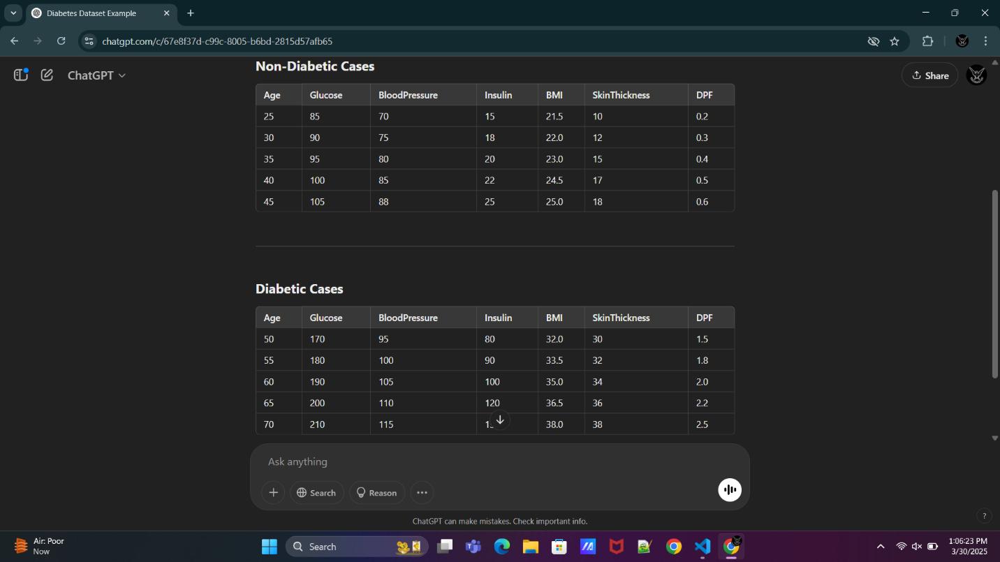 Diabetes Dataset Example
chatgpt.com/c/67e8f37d-c99c-8005-b6bd-2815d57afb65
ChatGPT
Share
Non-Diabetic Cases
Age Glucose BloodPressure Insulin BMI SkinThickness DPF
25 85 70 15 21.5 10 0.2
30 90 75 18 22.0 12 0.3
35 95 80 20 23.0 15 0.4
40 100 85 22 24.5 17 0.5
45 105 88 25 25.0 18 0.6
Diabetic Cases
Age Glucose BloodPressure Insulin BMI SkinThickness DPF
50 170 95 80 32.0 30 1.5
55 180 100 90 33.5 32 1.8
60 190 105 100 35.0 34 2.0
65 200 110 120 36.5 36 2.2
70 210 115 38.0 38 2.5
Ask anything
Search Reason
ChatGPT can make mistakes. Check important info.
?
Air: Poor
Now
Search
1:06:23 PM
3/30/2025